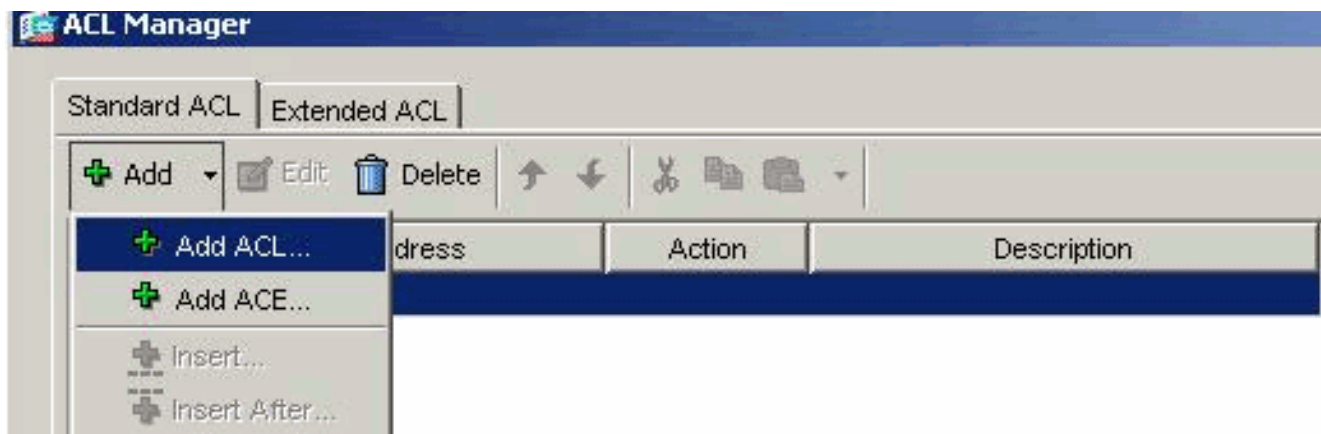 ACL Manager
Standard ACL Extended ACL
Add Edit Delete
Add ACL... dress Action Description
Add ACE...
Insert...
Insert After...